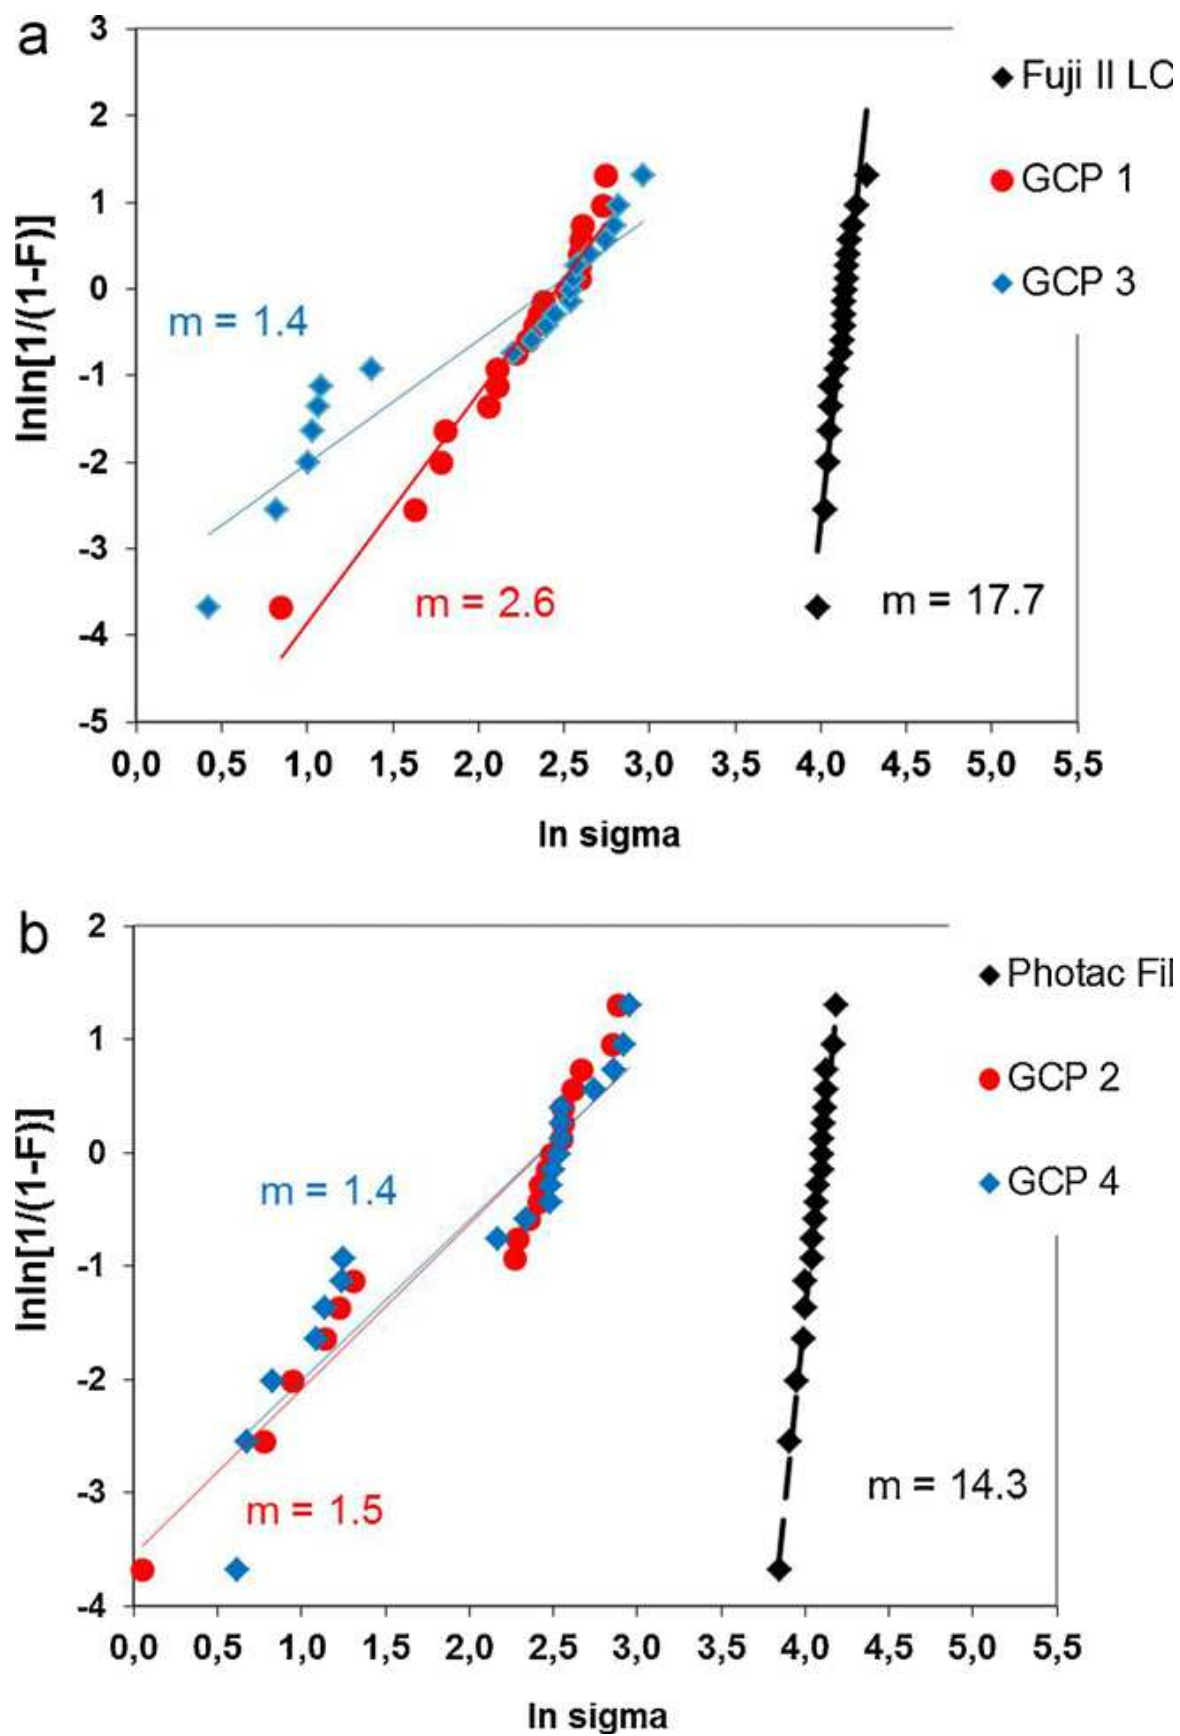 a
3
2
1
0
-1
-2
-3
-4
-5
lnln[1/(1-F)]
Fuji II LC
GCP 1
GCP 3
m = 1.4
m = 2.6
m = 17.7
0,0 0,5 1,0 1,5 2,0 2,5 3,0 3,5 4,0 4,5 5,0 5,5
ln sigma
b
2
1
0
-1
-2
-3
-4
lnln[1/(1-F)]
Photac Fil
GCP 2
GCP 4
m = 1.4
m = 1.5
m = 14.3
0,0 0,5 1,0 1,5 2,0 2,5 3,0 3,5 4,0 4,5 5,0 5,5
ln sigma